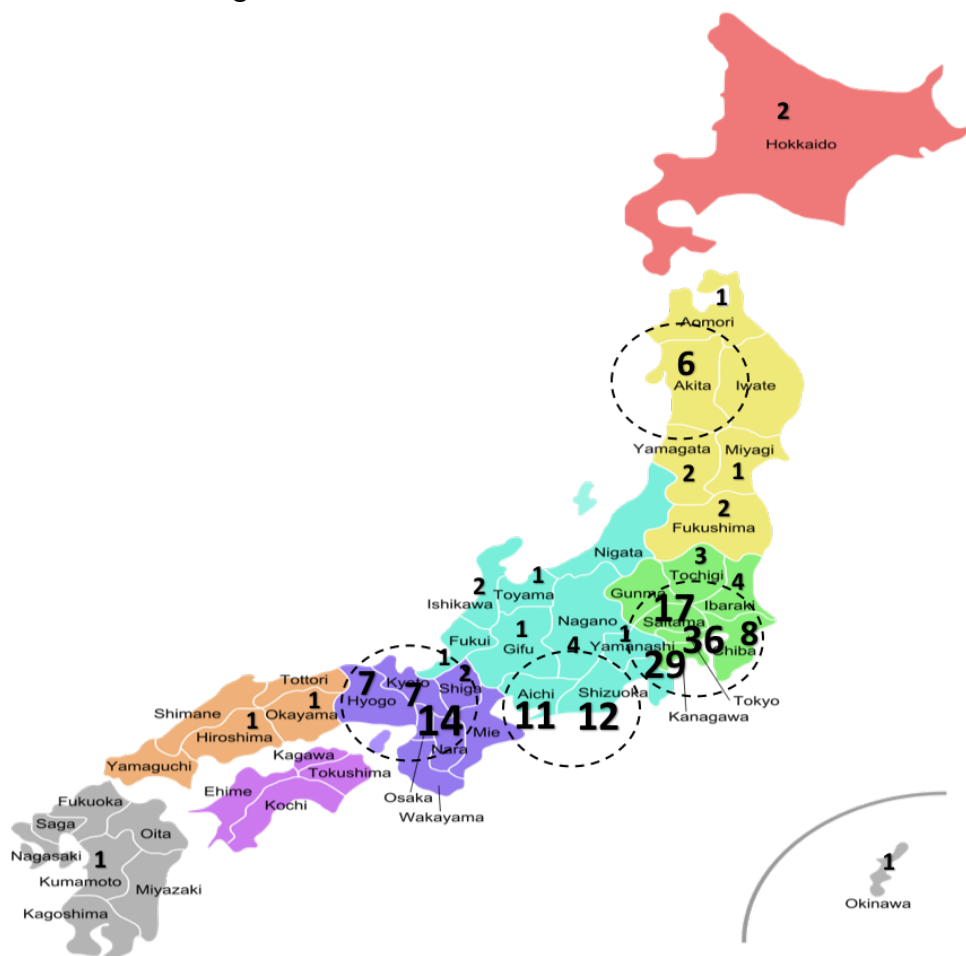 2
Hokkaido
1
Aomori
6
Akita
Iwate
Yamagata
Miyagi
2
1
2
Fukushima
Nigata
3
Tochigi
4
Gunma
Ibaraki
17
Saitama
36
8
Chiba
29
Tokyo
Kanagawa
2
Ishikawa
1
Toyama
Nagano
4
1
Yamanashi
Fukui
1
Gifu
1
Aichi
Shizuoka
11
12
7
Hyogo
Kyoto
7
2
Shiga
14
Mie
Nara
Osaka
Wakayama
Tottori
1
Okayama
Shimane
1
Hiroshima
Yamaguchi
Kagawa
Tokushima
Ehime
Kochi
Fukuoka
Saga
Oita
Nagasaki
1
Kumamoto
Miyazaki
Kagoshima
1
Okinawa